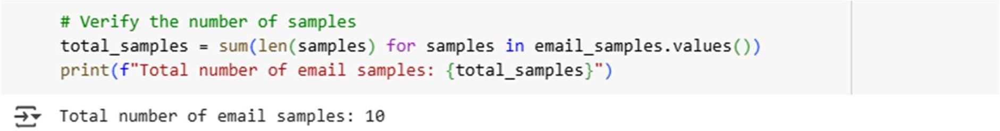 # Verify the number of samples
total_samples = sum(len(samples) for samples in email_samples.values())
print(f"Total number of email samples: {total_samples}")
Total number of email samples: 10